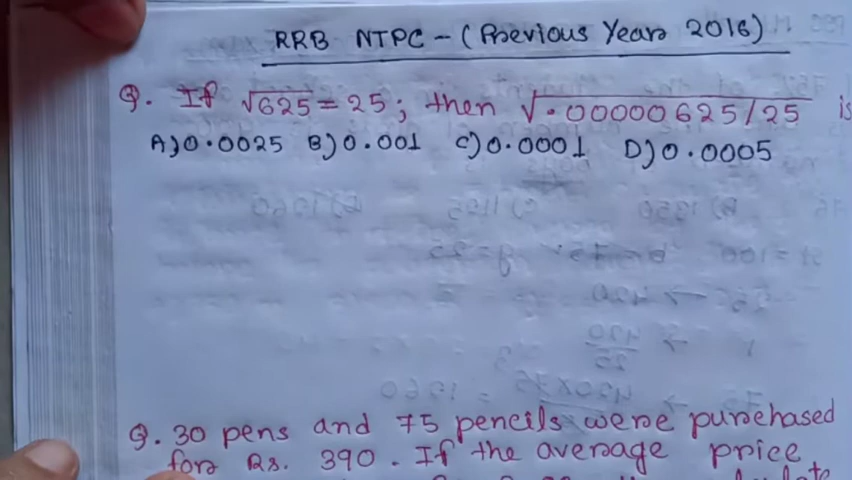 RRB NTPC - (Previous Year 2016)
Q. If √625 = 25; then √.00000625/25 is
A) 0.0025 B) 0.001 C) 0.0001 D) 0.0005
Q. 30 pens and 75 pencils were purchased
for Rs. 390. If the average price